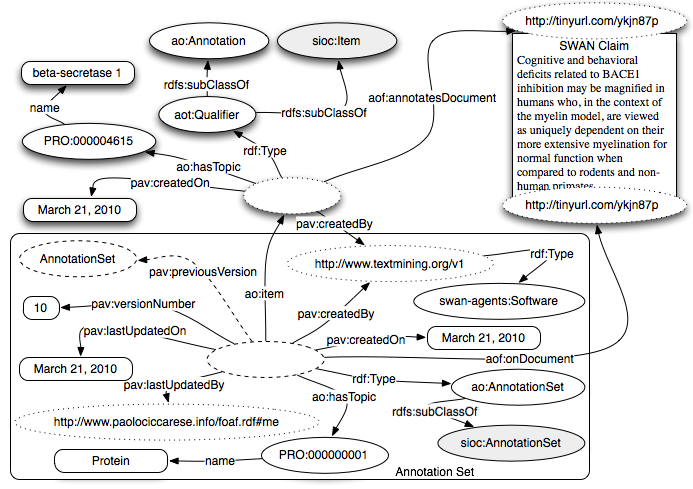 http://tinyurl.com/ykjn87p
SWAN Claim
Cognitive and behavioral
deficits related to BACE1
inhibition may be magnified in
humans who, in the context of
the myelin model, are viewed
as uniquely dependent on their
more extensive myelination for
normal function when
compared to rodents and non-
human primates.
http://tinyurl.com/ykjn87p
ao:Annotation
sioc:Item
beta-secretase 1
rdfs:subClassOf
name
aot:Qualifier
rdfs:subClassOf
aof:annotatesDocument
PRO:000004615
rdf:Type
ao:hasTopic
pav:createdOn
March 21, 2010
pav:createdBy
AnnotationSet
pav:previousVersion
http://www.textmining.org/v1
rdf:Type
ao:item
swan-agents:Software
10
pav:versionNumber
pav:createdBy
pav:lastUpdatedOn
pav:createdOn
March 21, 2010
aof:onDocument
March 21, 2010
pav:lastUpdatedBy
rdf:Type
ao:AnnotationSet
ao:hasTopic
rdfs:subClassOf
http://www.paolociccarese.info/foaf.rdf#me
sioc:AnnotationSet
Protein
name
PRO:000000001
Annotation Set